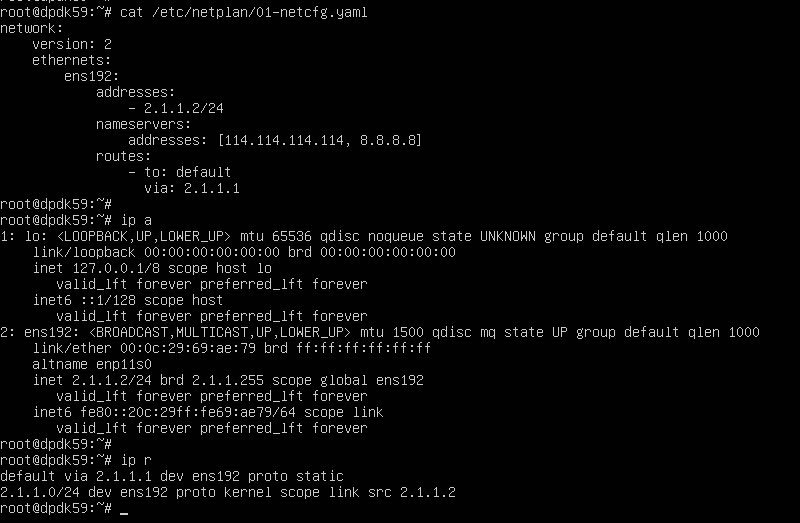 root@dpdk59:~# cat /etc/netplan/01-netcfg.yaml
network:
    version: 2
    ethernets:
        ens192:
            addresses:
                - 2.1.1.2/24
            nameservers:
                addresses: [114.114.114.114, 8.8.8.8]
            routes:
                - to: default
                  via: 2.1.1.1
root@dpdk59:~#
root@dpdk59:~# ip a
1: lo: <LOOPBACK,UP,LOWER_UP> mtu 65536 qdisc noqueue state UNKNOWN group default qlen 1000
    link/loopback 00:00:00:00:00:00 brd 00:00:00:00:00:00
    inet 127.0.0.1/8 scope host lo
       valid_lft forever preferred_lft forever
    inet6 ::1/128 scope host
       valid_lft forever preferred_lft forever
2: ens192: <BROADCAST,MULTICAST,UP,LOWER_UP> mtu 1500 qdisc mq state UP group default qlen 1000
    link/ether 00:0c:29:69:ae:79 brd ff:ff:ff:ff:ff:ff
    altname enp11s0
    inet 2.1.1.2/24 brd 2.1.1.255 scope global ens192
       valid_lft forever preferred_lft forever
    inet6 fe80::20c:29ff:fe69:ae79/64 scope link
       valid_lft forever preferred_lft forever
root@dpdk59:~#
root@dpdk59:~# ip r
default via 2.1.1.1 dev ens192 proto static
2.1.1.0/24 dev ens192 proto kernel scope link src 2.1.1.2
root@dpdk59:~# _